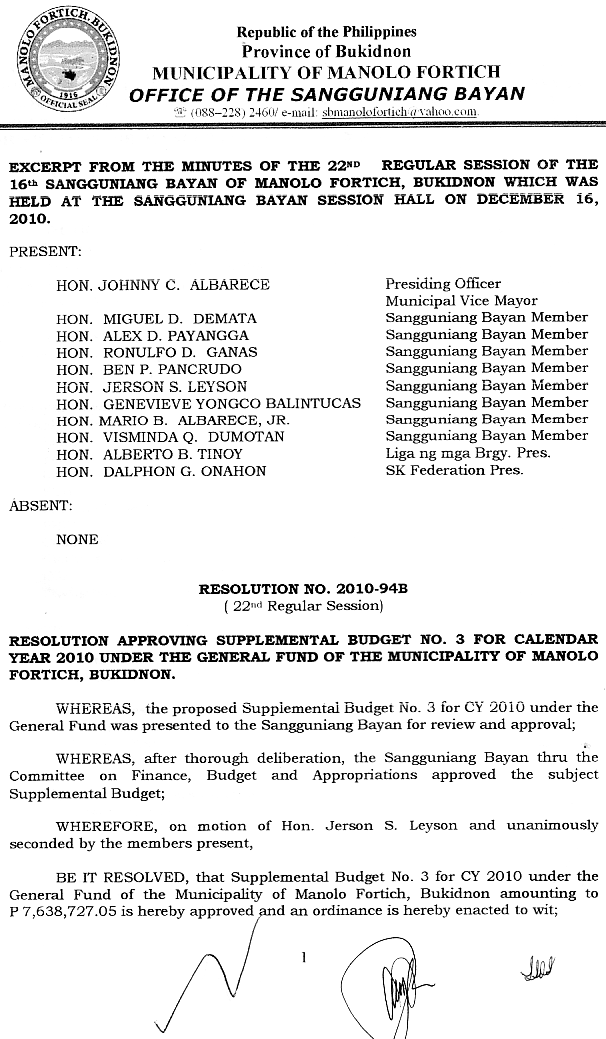 MANOLO FORTICH, BUKIDNON
1916
OFFICIAL SEAL
Republic of the Philippines
Province of Bukidnon
MUNICIPALITY OF MANOLO FORTICH
OFFICE OF THE SANGGUNIANG BAYAN
☏ (088-228) 2460/ e-mail: sbmanolofortich@yahoo.com
EXCERPT FROM THE MINUTES OF THE 22ND REGULAR SESSION OF THE
16th SANGGUNIANG BAYAN OF MANOLO FORTICH, BUKIDNON WHICH WAS
HELD AT THE SANGGUNIANG BAYAN SESSION HALL ON DECEMBER 16,
2010.
PRESENT:
HON. JOHNNY C. ALBARECE Presiding Officer
Municipal Vice Mayor
HON. MIGUEL D. DEMATA Sangguniang Bayan Member
HON. ALEX D. PAYANGGA Sangguniang Bayan Member
HON. RONULFO D. GANAS Sangguniang Bayan Member
HON. BEN P. PANCRUDO Sangguniang Bayan Member
HON. JERSON S. LEYSON Sangguniang Bayan Member
HON. GENEVIEVE YONGCO BALINTUCAS Sangguniang Bayan Member
HON. MARIO B. ALBARECE, JR. Sangguniang Bayan Member
HON. VISMINDA Q. DUMOTAN Sangguniang Bayan Member
HON. ALBERTO B. TINOY Liga ng mga Brgy. Pres.
HON. DALPHON G. ONAHON SK Federation Pres.
ABSENT:
NONE
RESOLUTION NO. 2010-94B
( 22nd Regular Session)
RESOLUTION APPROVING SUPPLEMENTAL BUDGET NO. 3 FOR CALENDAR
YEAR 2010 UNDER THE GENERAL FUND OF THE MUNICIPALITY OF MANOLO
FORTICH, BUKIDNON.
WHEREAS, the proposed Supplemental Budget No. 3 for CY 2010 under the
General Fund was presented to the Sangguniang Bayan for review and approval;
WHEREAS, after thorough deliberation, the Sangguniang Bayan thru the
Committee on Finance, Budget and Appropriations approved the subject
Supplemental Budget;
WHEREFORE, on motion of Hon. Jerson S. Leyson and unanimously
seconded by the members present,
BE IT RESOLVED, that Supplemental Budget No. 3 for CY 2010 under the
General Fund of the Municipality of Manolo Fortich, Bukidnon amounting to
P 7,638,727.05 is hereby approved and an ordinance is hereby enacted to wit;
1